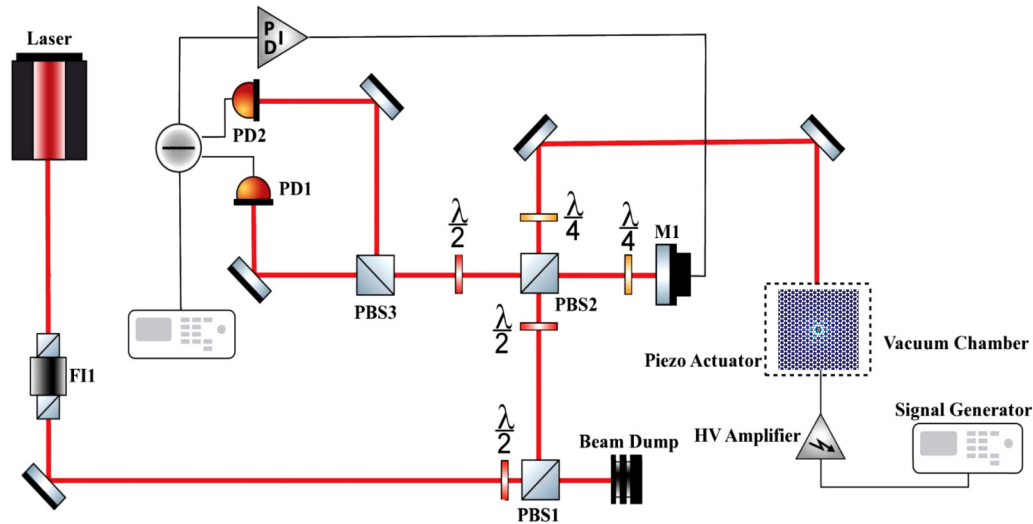 Laser
P I
D
PD2
PD1
λ/2
λ/4
λ/4
M1
PBS3
PBS2
λ/2
Piezo Actuator
Vacuum Chamber
FI1
Signal Generator
HV Amplifier
λ/2
Beam Dump
PBS1